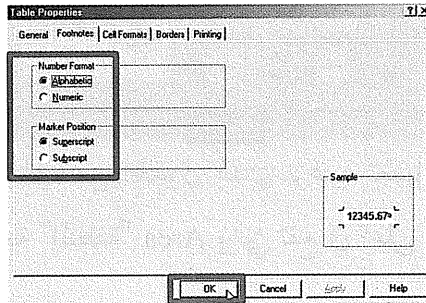 Table Properties
General Footnotes Cell Formats Borders Printing
Number Format
Alphabetic
Numeric
Marker Position
Superscript
Subscript
Sample
12345.67a
OK Cancel Apply Help